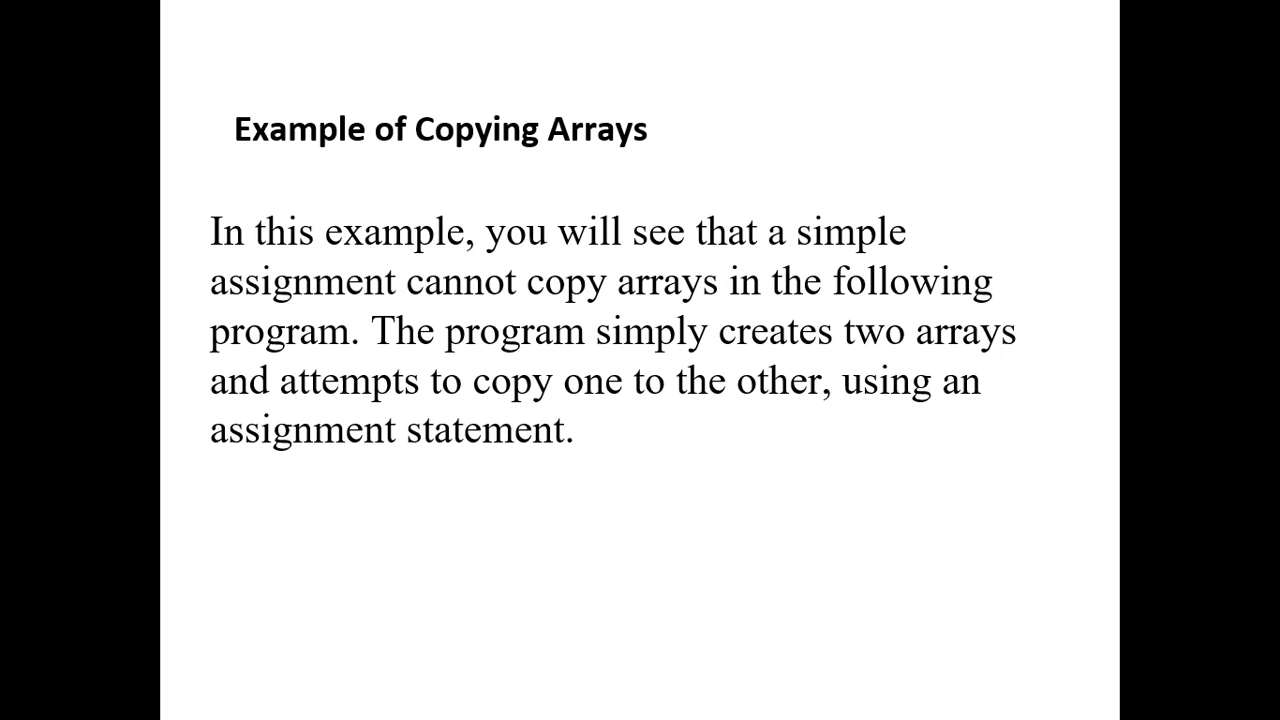 Example of Copying Arrays
In this example, you will see that a simple
assignment cannot copy arrays in the following
program. The program simply creates two arrays
and attempts to copy one to the other, using an
assignment statement.